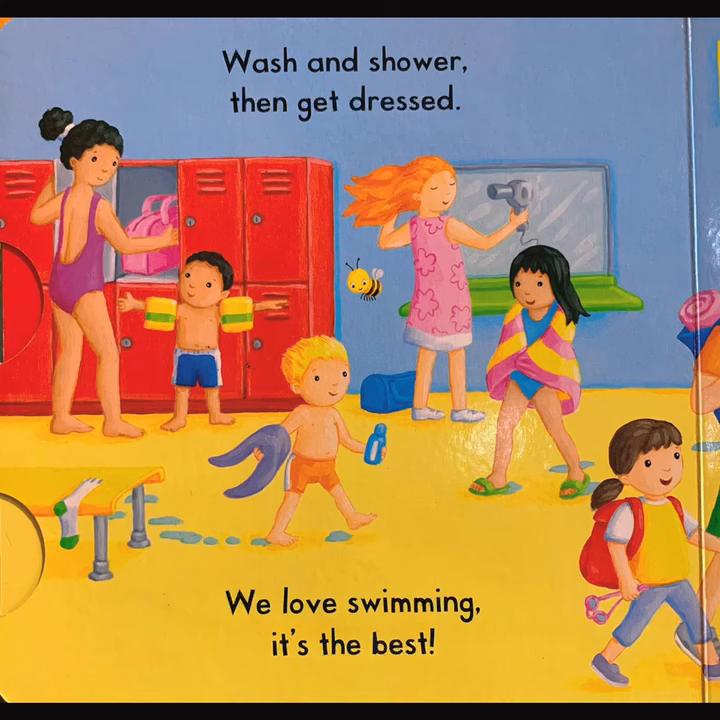 Wash and shower,
then get dressed.
We love swimming,
it's the best!